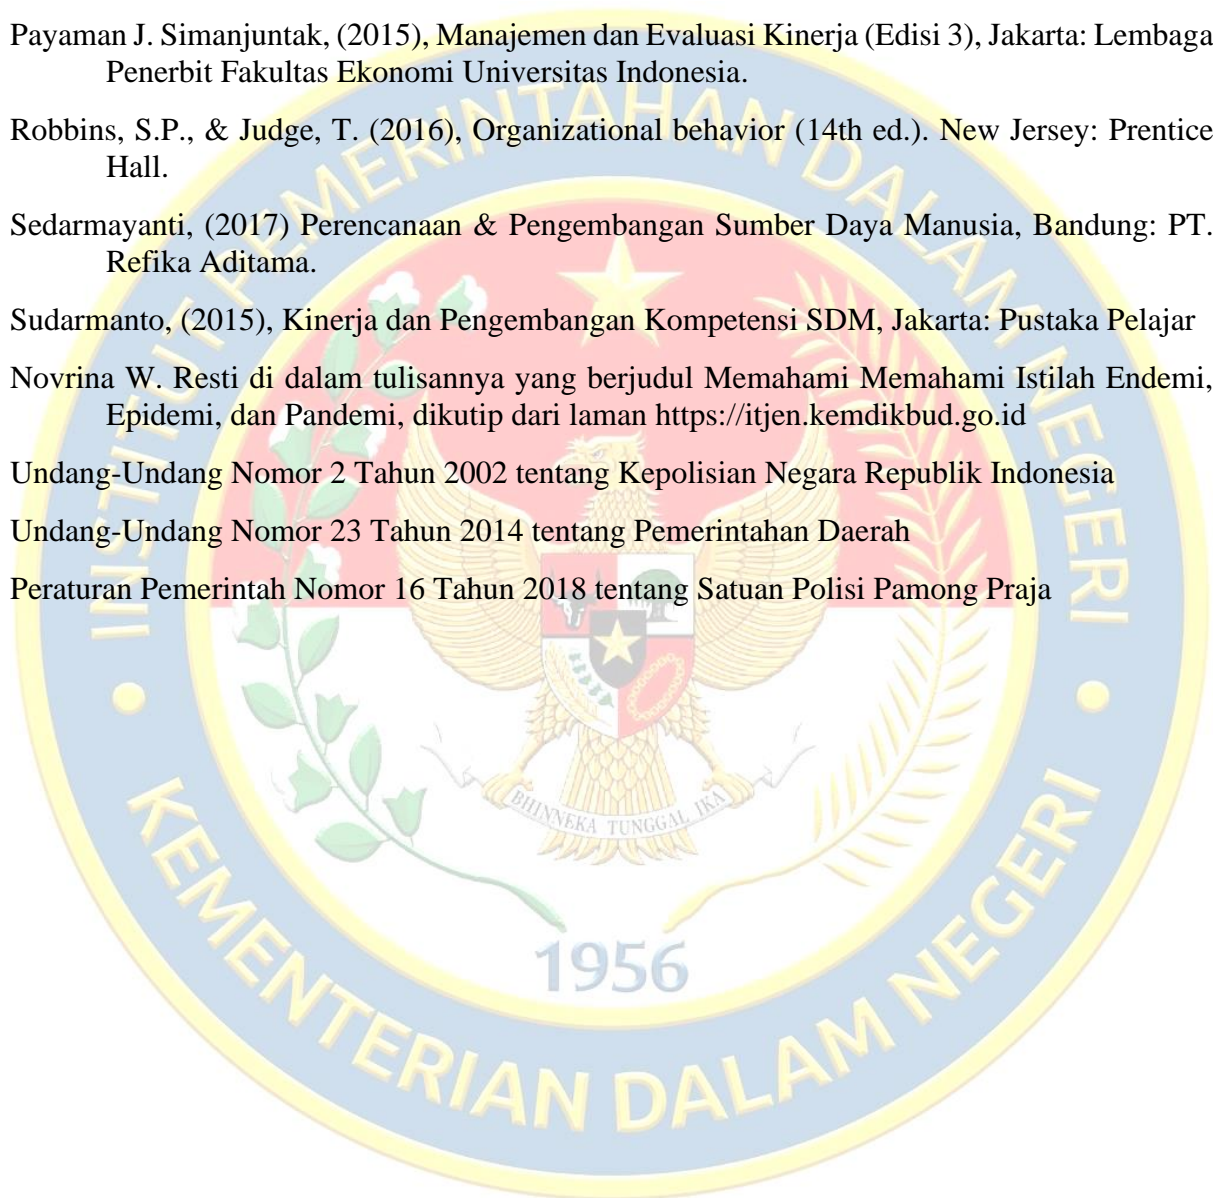 Payaman J. Simanjuntak, (2015), Manajemen dan Evaluasi Kinerja (Edisi 3), Jakarta: Lembaga
Penerbit Fakultas Ekonomi Universitas Indonesia.
Robbins, S.P., & Judge, T. (2016), Organizational behavior (14th ed.). New Jersey: Prentice
Hall.
Sedarmayanti, (2017) Perencanaan & Pengembangan Sumber Daya Manusia, Bandung: PT.
Refika Aditama.
Sudarmanto, (2015), Kinerja dan Pengembangan Kompetensi SDM, Jakarta: Pustaka Pelajar
Novrina W. Resti di dalam tulisannya yang berjudul Memahami Memahami Istilah Endemi,
Epidemi, dan Pandemi, dikutip dari laman https://itjen.kemdikbud.go.id
Undang-Undang Nomor 2 Tahun 2002 tentang Kepolisian Negara Republik Indonesia
Undang-Undang Nomor 23 Tahun 2014 tentang Pemerintahan Daerah
Peraturan Pemerintah Nomor 16 Tahun 2018 tentang Satuan Polisi Pamong Praja
INSTITUT PEMERINTAHAN DALAM NEGERI
BHINNEKA TUNGGAL IKA
1956
KEMENTERIAN DALAM NEGERI